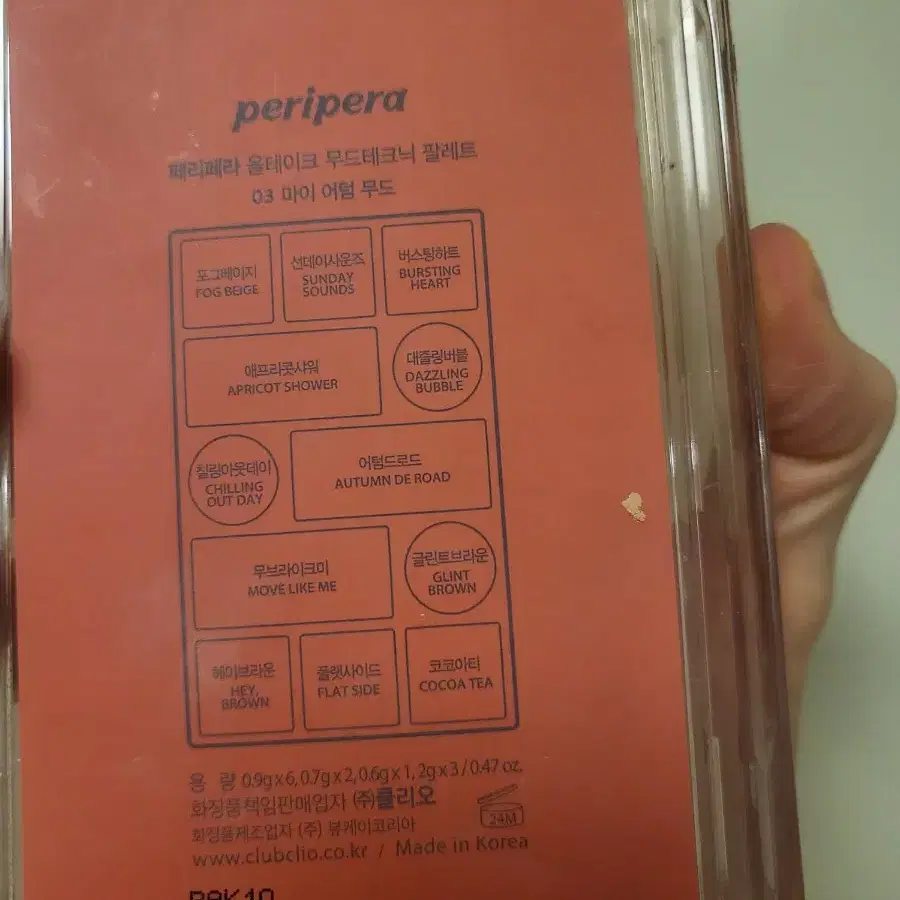 peripera
페리페라 올테이크 무드테크닉 팔레트
03 마이 어텀 무드
포그베이지
FOG BEIGE
선데이사운즈
SUNDAY
SOUNDS
버스팅하트
BURSTING
HEART
애프리콧샤워
APRICOT SHOWER
대즐링버블
DAZZLING
BUBBLE
칠링아웃데이
CHILLING
OUT DAY
어텀드로드
AUTUMN DE ROAD
무브라이크미
MOVE LIKE ME
글린트브라운
GLINT
BROWN
헤이브라운
HEY,
BROWN
플랫사이드
FLAT SIDE
코코아티
COCOA TEA
용 량 0.9g x 6, 0.7g x 2, 0.6g x 1, 2g x 3 / 0.47 oz.
화장품책임판매업자 (주)클리오
화장품제조업자 (주) 뷰케이코리아
24M
www.clubclio.co.kr / Made in Korea